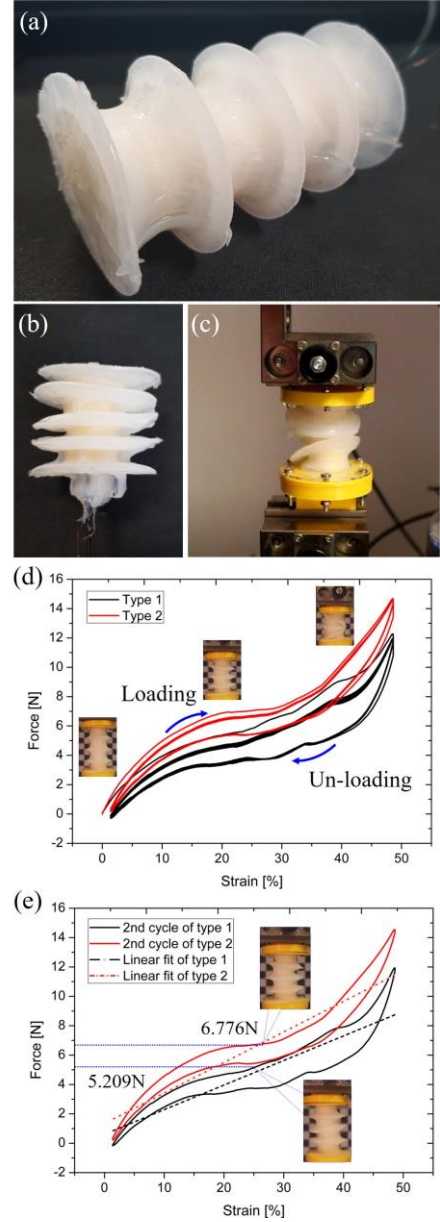 (a)
(b)
(c)
(d)
16
14
12
10
8
6
4
2
0
-2
Force [N]
Type 1
Type 2
Loading
Un-loading
0 10 20 30 40 50
Strain [%]
(e)
16
14
12
10
8
6
4
2
0
-2
Force [N]
2nd cycle of type 1
2nd cycle of type 2
Linear fit of type 1
Linear fit of type 2
6.776N
5.209N
0 10 20 30 40 50
Strain [%]